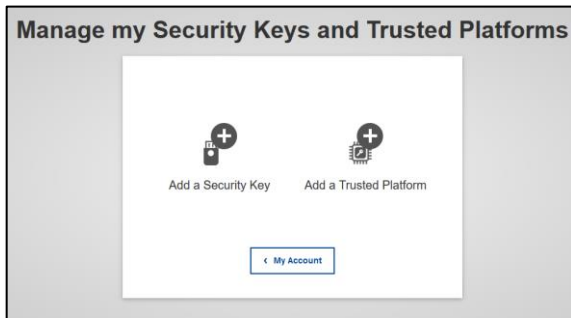 Manage my Security Keys and Trusted Platforms
Add a Security Key
Add a Trusted Platform
‹ My Account